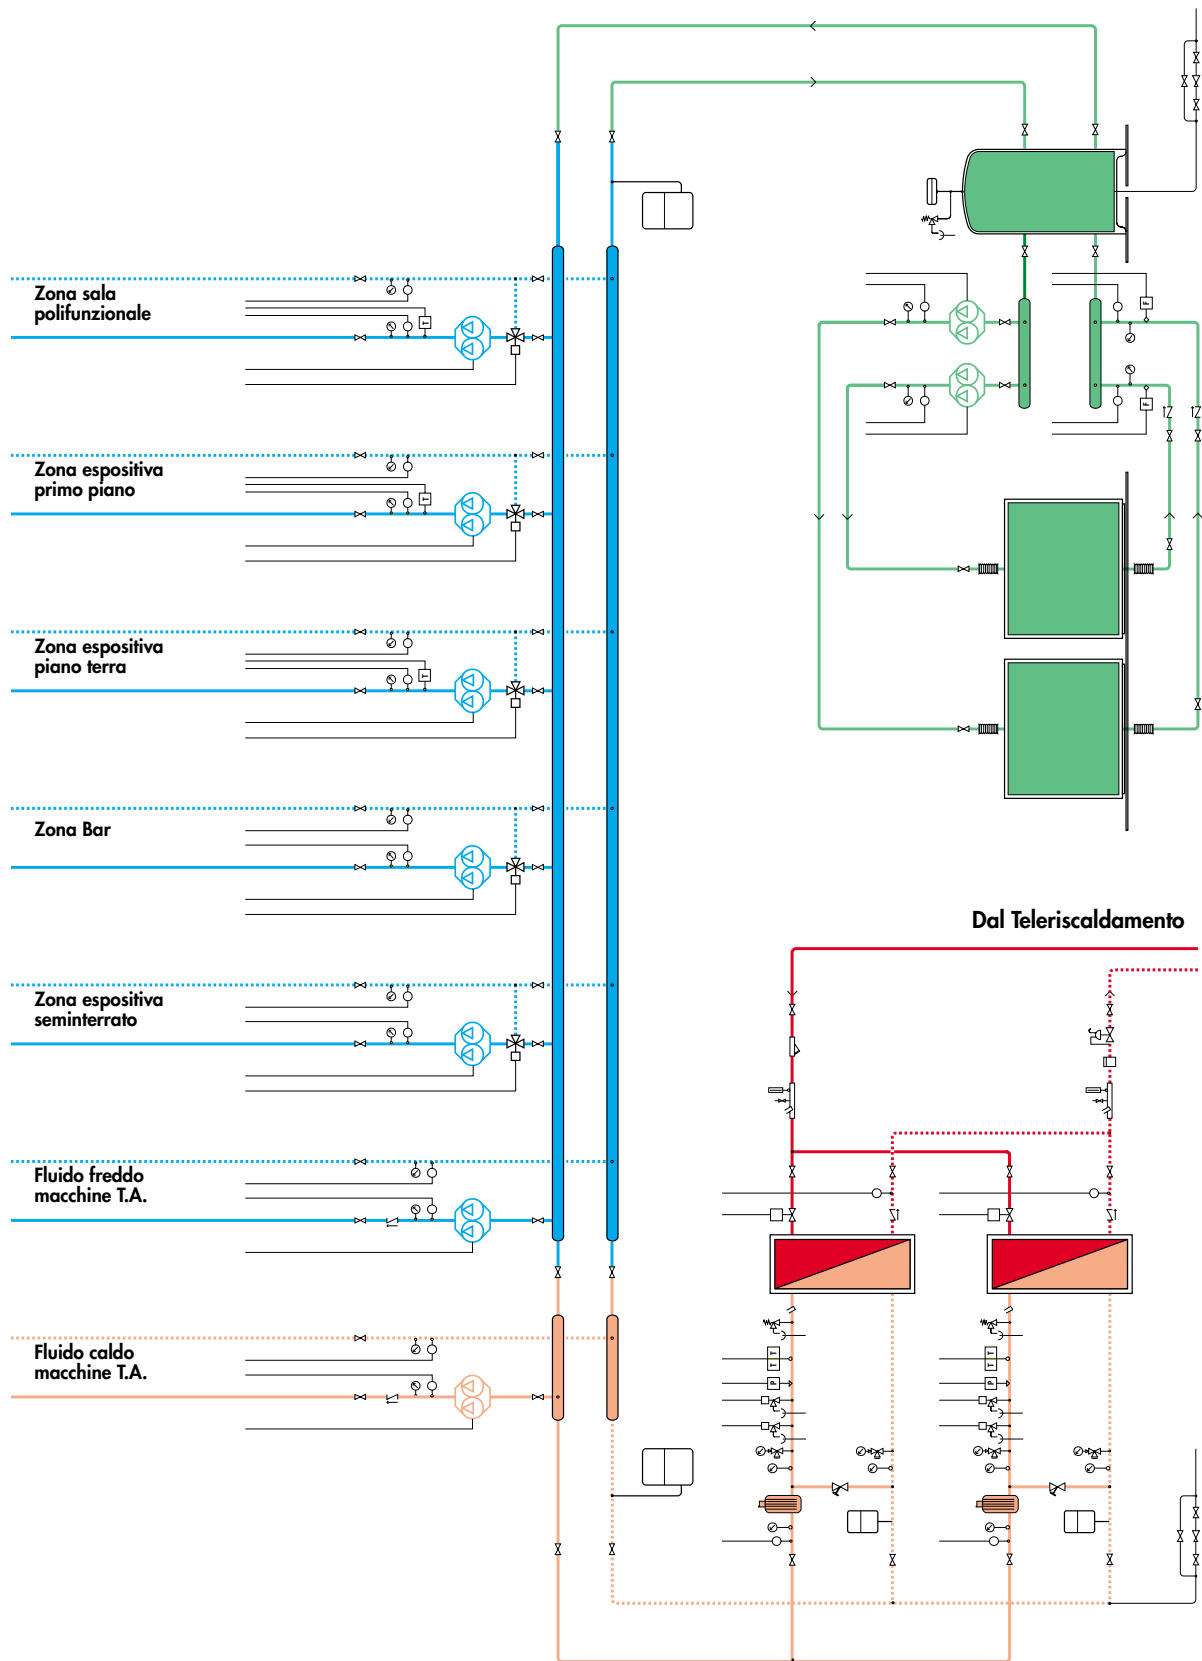 Zona sala
polifunzionale
T
F
F
Zona espositiva
primo piano
T
Zona espositiva
piano terra
T
Zona Bar
Dal Teleriscaldamento
Zona espositiva
seminterrato
Fluido freddo
macchine T.A.
Fluido caldo
macchine T.A.
T T
T T
P
P